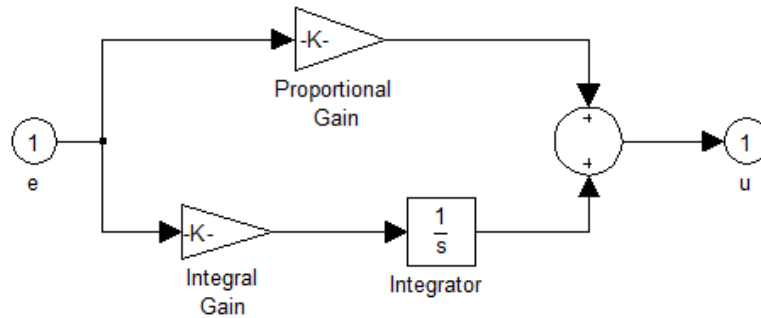 -K-
Proportional
Gain
1
e
+
+
1
u
-K-
Integral
Gain
1
s
Integrator